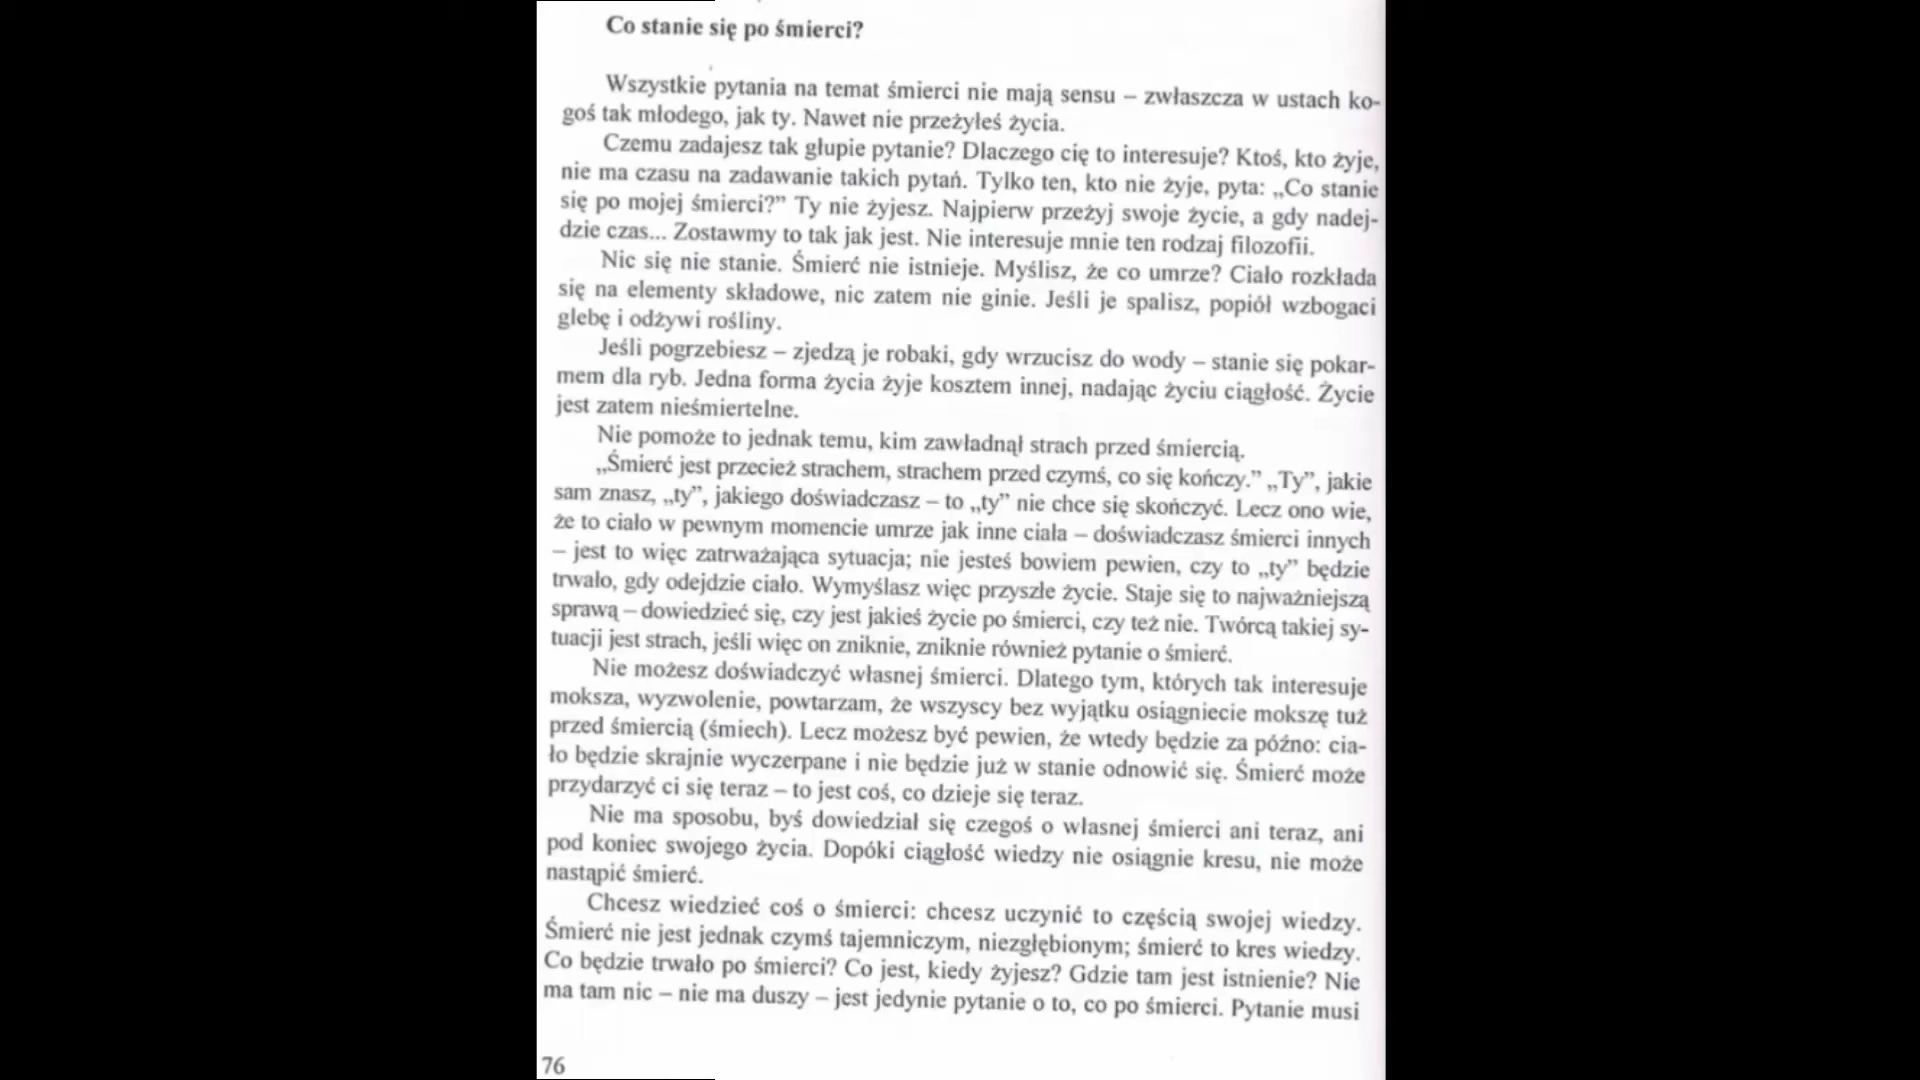 Co stanie się po śmierci?
Wszystkie pytania na temat śmierci nie mają sensu – zwłaszcza w ustach ko-
goś tak młodego, jak ty. Nawet nie przeżyłeś życia.
Czemu zadajesz tak głupie pytanie? Dlaczego cię to interesuje? Ktoś, kto żyje,
nie ma czasu na zadawanie takich pytań. Tylko ten, kto nie żyje, pyta: „Co stanie
się po mojej śmierci?” Ty nie żyjesz. Najpierw przeżyj swoje życie, a gdy nadej-
dzie czas... Zostawmy to tak jak jest. Nie interesuje mnie ten rodzaj filozofii.
Nic się nie stanie. Śmierć nie istnieje. Myślisz, że co umrze? Ciało rozkłada
się na elementy składowe, nic zatem nie ginie. Jeśli je spalisz, popiół wzbogaci
glebę i odżywi rośliny.
Jeśli pogrzebiesz – zjedzą je robaki, gdy wrzucisz do wody – stanie się pokar-
mem dla ryb. Jedna forma życia żyje kosztem innej, nadając życiu ciągłość. Życie
jest zatem nieśmiertelne.
Nie pomoże to jednak temu, kim zawładnął strach przed śmiercią.
„Śmierć jest przecież strachem, strachem przed czymś, co się kończy.” „Ty”, jakie
sam znasz, „ty”, jakiego doświadczasz – to „ty” nie chce się skończyć. Lecz ono wie,
że to ciało w pewnym momencie umrze jak inne ciała – doświadczasz śmierci innych
– jest to więc zatrważająca sytuacja; nie jesteś bowiem pewien, czy to „ty” będzie
trwało, gdy odejdzie ciało. Wymyślasz więc przyszłe życie. Staje się to najważniejszą
sprawą – dowiedzieć się, czy jest jakieś życie po śmierci, czy też nie. Twórcą takiej sy-
tuacji jest strach, jeśli więc on zniknie, zniknie również pytanie o śmierć.
Nie możesz doświadczyć własnej śmierci. Dlatego tym, których tak interesuje
moksza, wyzwolenie, powtarzam, że wszyscy bez wyjątku osiągniecie mokszę tuż
przed śmiercią (śmiech). Lecz możesz być pewien, że wtedy będzie za późno: cia-
ło będzie skrajnie wyczerpane i nie będzie już w stanie odnowić się. Śmierć może
przydarzyć ci się teraz – to jest coś, co dzieje się teraz.
Nie ma sposobu, byś dowiedział się czegoś o własnej śmierci ani teraz, ani
pod koniec swojego życia. Dopóki ciągłość wiedzy nie osiągnie kresu, nie może
nastąpić śmierć.
Chcesz wiedzieć coś o śmierci: chcesz uczynić to częścią swojej wiedzy.
Śmierć nie jest jednak czymś tajemniczym, niezgłębionym; śmierć to kres wiedzy.
Co będzie trwało po śmierci? Co jest, kiedy żyjesz? Gdzie tam jest istnienie? Nie
ma tam nic – nie ma duszy – jest jedynie pytanie o to, co po śmierci. Pytanie musi
76